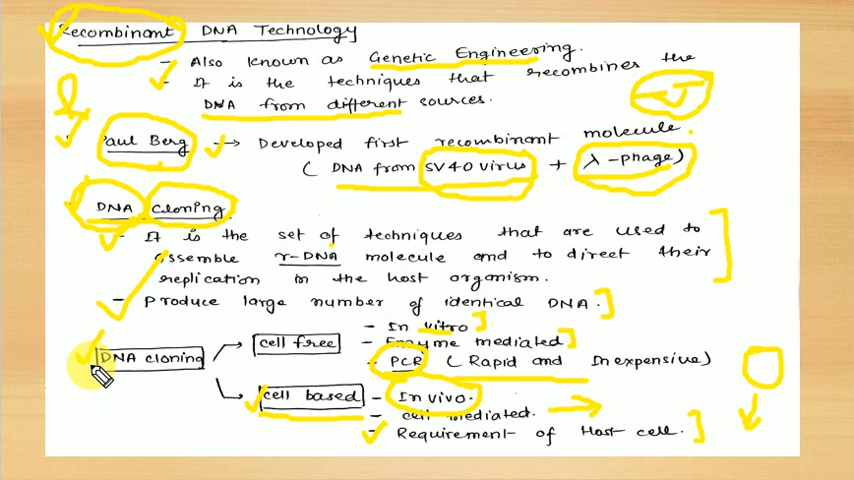 Recombinant DNA Technology
- Also known as Genetic Engineering.
- It is the techniques that recombines the
DNA from different sources.
Paul Berg → Developed first recombinant molecule.
( DNA from SV40 virus + λ-phage )
DNA cloning
- It is the set of techniques that are used to
assemble r-DNA molecule and to direct their
replication in the host organism.
- Produce large number of identical DNA.
- In vitro
cell free - Enzyme mediated
DNA cloning - PCR ( Rapid and Inexpensive )
cell based - In vivo.
- cell mediated.
- Requirement of Host cell.